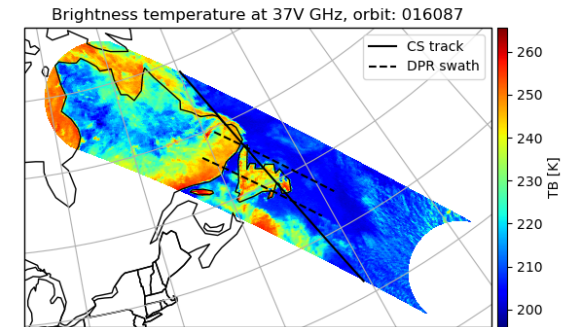 Brightness temperature at 37V GHz, orbit: 016087
CS track
DPR swath
260
250
240
230
220
210
200
TB [K]